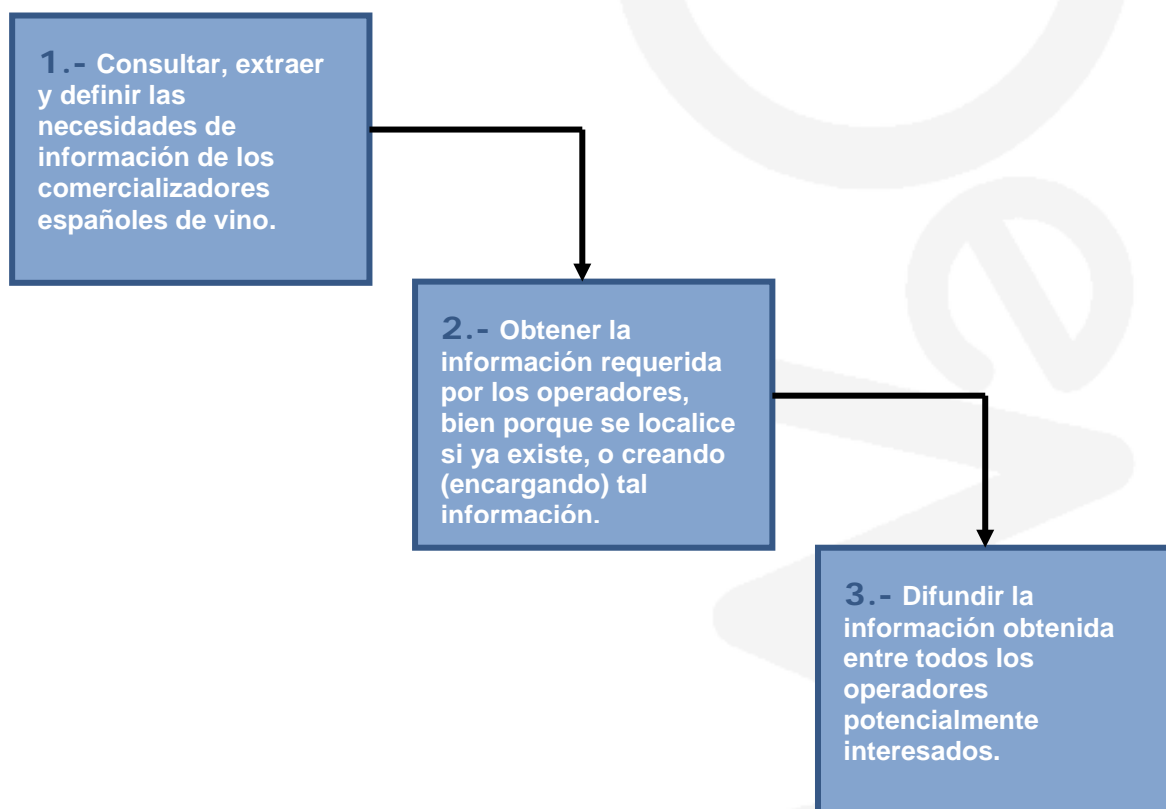 1.- Consultar, extraer
y definir las
necesidades de
información de los
comercializadores
españoles de vino.
2.- Obtener la
información requerida
por los operadores,
bien porque se localice
si ya existe, o creando
(encargando) tal
información.
3.- Difundir la
información obtenida
entre todos los
operadores
potencialmente
interesados.